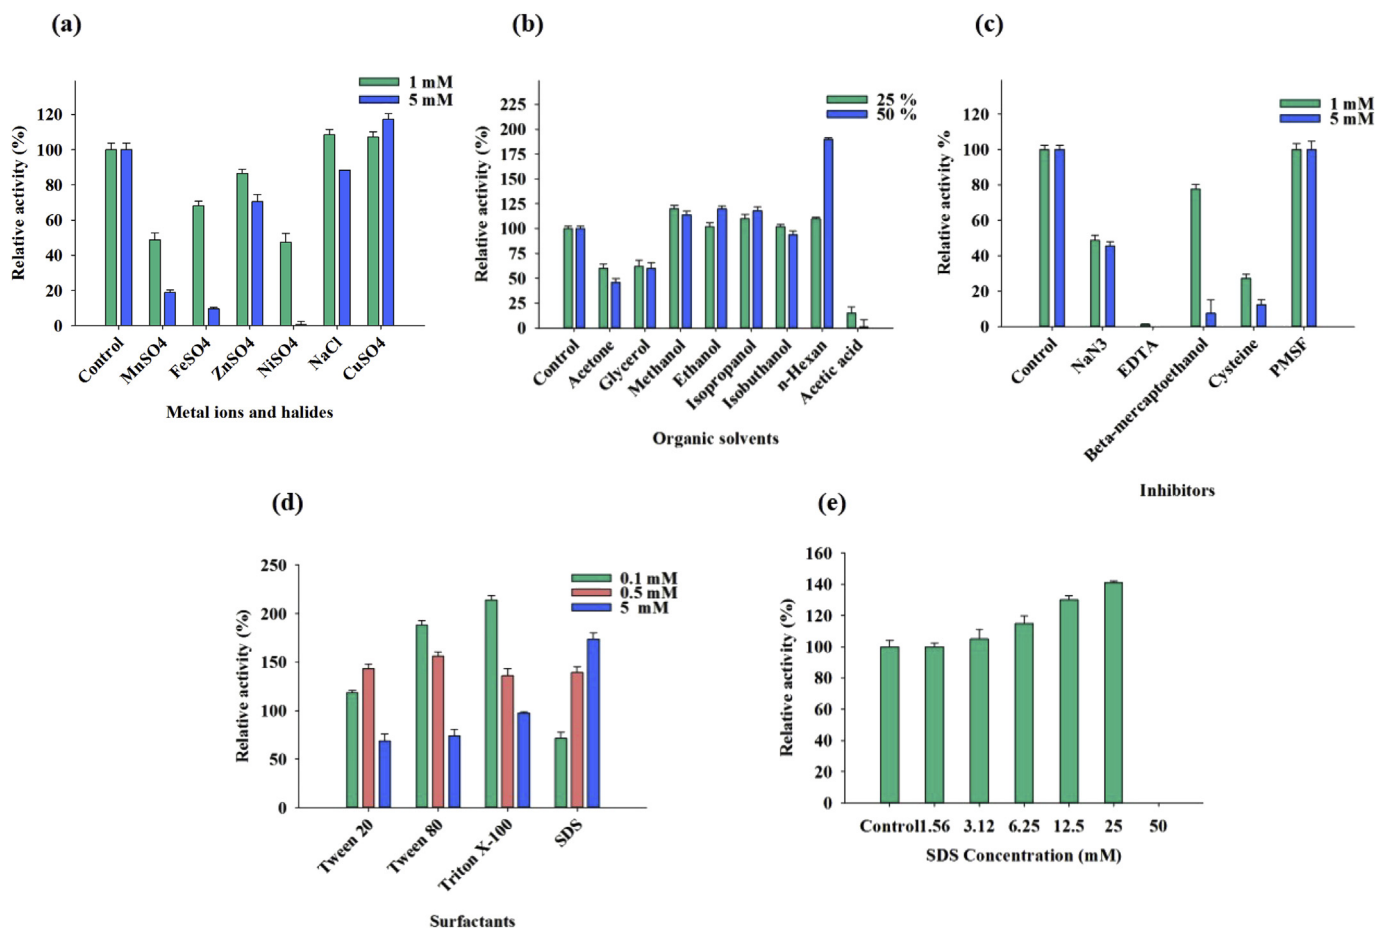 (a)
Relative activity (%)
120
100
80
60
40
20
0
1 mM
5 mM
Control
MnSO4
FeSO4
ZnSO4
NiSO4
NaCl
CuSO4
Metal ions and halides
(b)
Relative activity (%)
225
200
175
150
125
100
75
50
25
0
25 %
50 %
Control
Acetone
Glycerol
Methanol
Ethanol
Isopropanol
Isobuthanol
n-Hexan
Acetic acid
Organic solvents
(c)
Relative activity %
120
100
80
60
40
20
0
1 mM
5 mM
Control
NaN3
EDTA
Beta-mercaptoethanol
Cysteine
PMSF
Inhibitors
(d)
Relative activity (%)
250
200
150
100
50
0
0.1 mM
0.5 mM
5 mM
Tween 20
Tween 80
Triton X-100
SDS
Surfactants
(e)
Relative activity (%)
160
140
120
100
80
60
40
20
0
Control 1.56 3.12 6.25 12.5 25 50
SDS Concentration (mM)